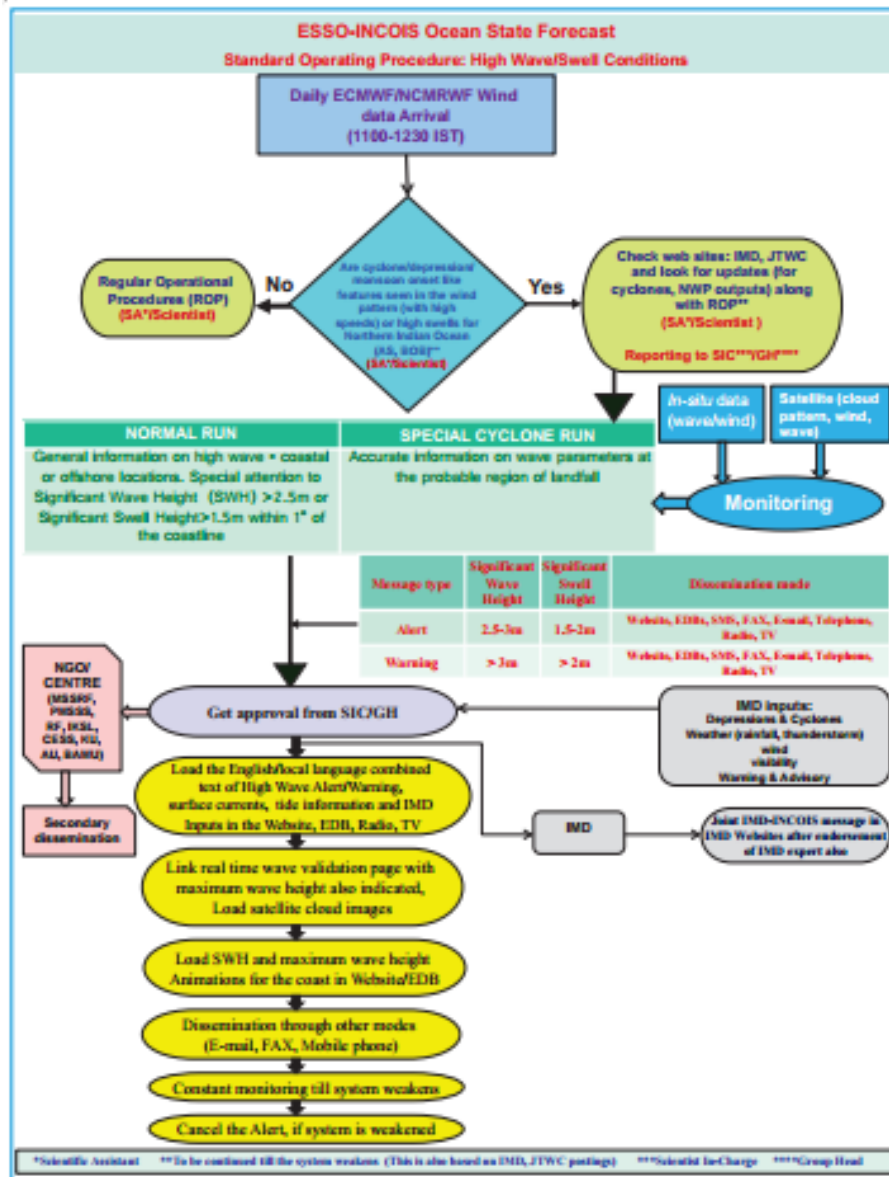 ESSO-INCOIS Ocean State Forecast
Standard Operating Procedure: High Wave/Swell Conditions
Daily ECMWF/NCMRWF Wind
data Arrival
(1100-1230 IST)
Are cyclone/depression/
monsoon onset like
features seen in the wind
pattern (with high
speeds) or high swells for
Northern Indian Ocean
(AS, BOB)**
(SA*/Scientist)
No
Regular Operational
Procedures (ROP)
(SA*/Scientist)
Yes
Check web sites: IMD, JTWC
and look for updates (for
cyclones, NWP outputs) along
with ROP**
(SA*/Scientist )
Reporting to SIC***/GH****
In-situ data
(wave/wind)
Satellite (cloud
pattern, wind,
wave)
Monitoring
NORMAL RUN
General information on high wave - coastal
or offshore locations. Special attention to
Significant Wave Height (SWH) >2.5m or
Significant Swell Height>1.5m within 1° of
the coastline
SPECIAL CYCLONE RUN
Accurate information on wave parameters at
the probable region of landfall
Message type
Significant
Wave
Height
Significant
Swell
Height
Dissemination mode
Alert
2.5-3m
1.5-2m
Website, EDBs, SMS, FAX, E-mail, Telephone,
Radio, TV
Warning
> 3m
> 2m
Website, EDBs, SMS, FAX, E-mail, Telephone,
Radio, TV
NGO/
CENTRE
(MSSRF,
PMSSS,
RF, IKSL,
CESS, KU,
AU, BAMU)
Secondary
dissemination
Get approval from SIC/GH
IMD Inputs:
Depressions & Cyclones
Weather (rainfall, thunderstorm)
wind
visibility
Warning & Advisory
Load the English/local language combined
text of High Wave Alert/Warning,
surface currents, tide information and IMD
Inputs in the Website, EDB, Radio, TV
IMD
Joint IMD-INCOIS message in
IMD Websites after endorsement
of IMD expert also
Link real time wave validation page with
maximum wave height also indicated,
Load satellite cloud images
Load SWH and maximum wave height
Animations for the coast in Website/EDB
Dissemination through other modes
(E-mail, FAX, Mobile phone)
Constant monitoring till system weakens
Cancel the Alert, if system is weakened
*Scientific Assistant **To be continued till the system weakens (This is also based on IMD, JTWC postings) ***Scientist In-Charge ****Group Head